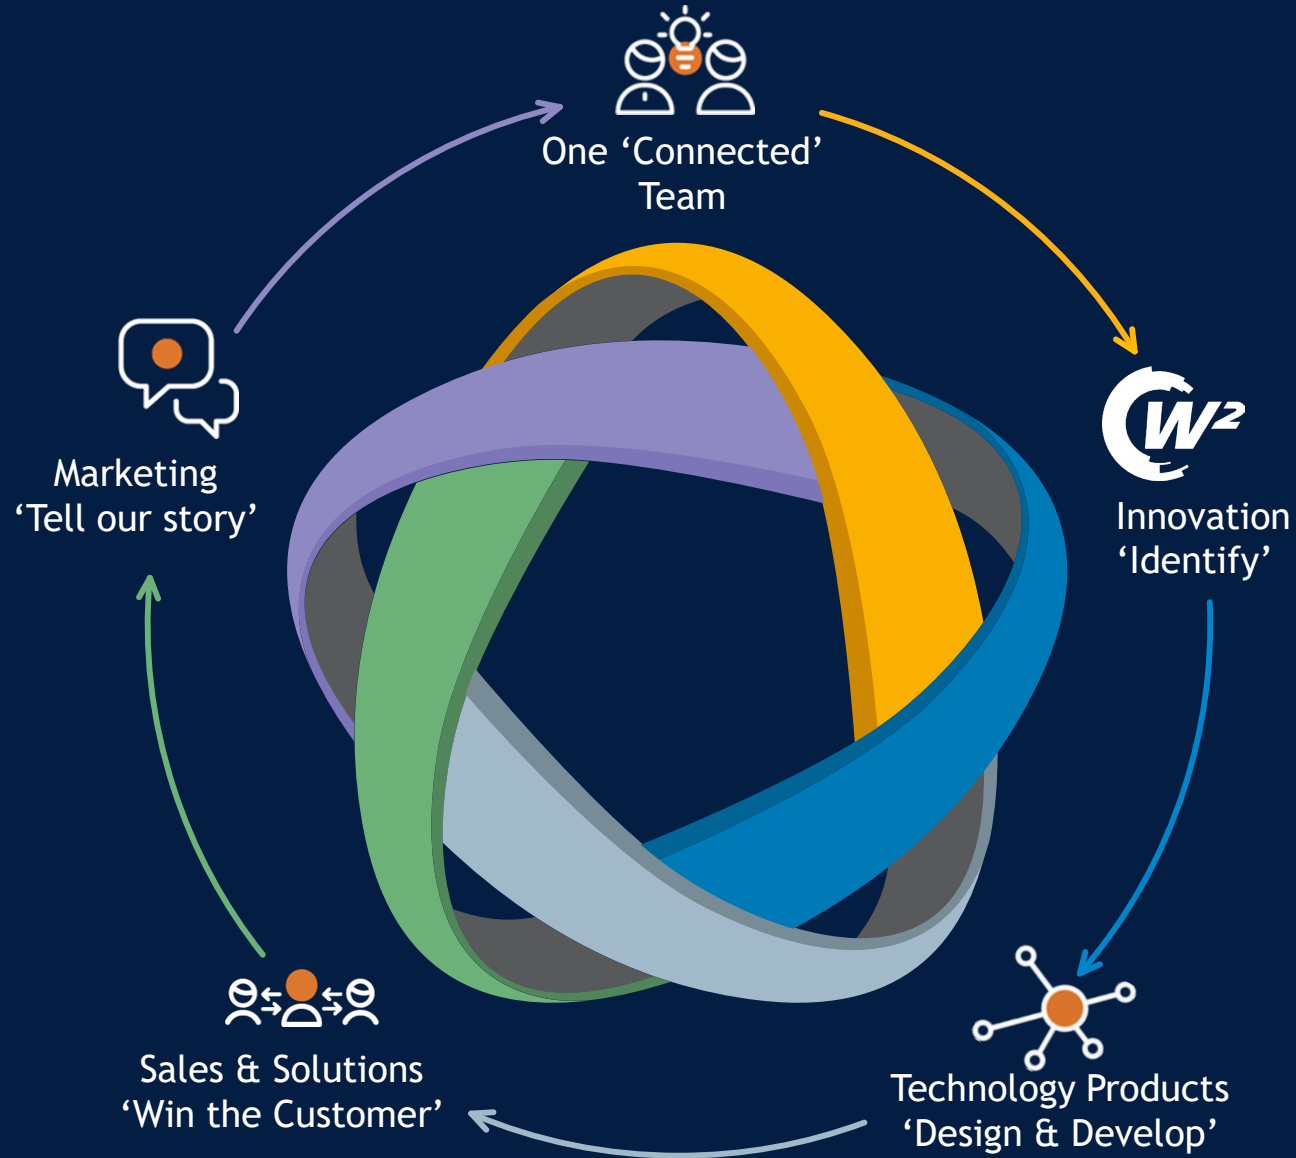 One ‘Connected’
Team
W²
Innovation
‘Identify’
Technology Products
‘Design & Develop’
Sales & Solutions
‘Win the Customer’
Marketing
‘Tell our story’